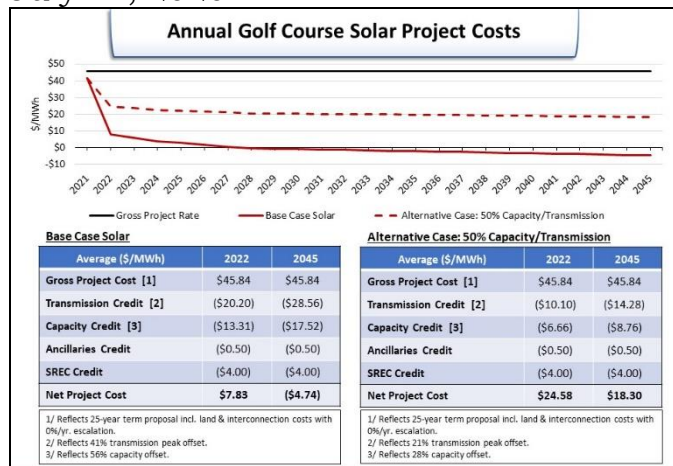 Annual Golf Course Solar Project Costs
$50
$40
$30
$20
$10
$0
-$10
$/MWh
2021 2022 2023 2024 2025 2026 2027 2028 2029 2030 2031 2032 2033 2034 2035 2036 2037 2038 2039 2040 2041 2042 2043 2044 2045
Gross Project Rate Base Case Solar Alternative Case: 50% Capacity/Transmission
Base Case Solar
Average ($/MWh) 2022 2045
Gross Project Cost [1] $45.84 $45.84
Transmission Credit [2] ($20.20) ($28.56)
Capacity Credit [3] ($13.31) ($17.52)
Ancillaries Credit ($0.50) ($0.50)
SREC Credit ($4.00) ($4.00)
Net Project Cost $7.83 ($4.74)
1/ Reflects 25-year term proposal incl. land & interconnection costs with
0%/yr. escalation.
2/ Reflects 41% transmission peak offset.
3/ Reflects 56% capacity offset.
Alternative Case: 50% Capacity/Transmission
Average ($/MWh) 2022 2045
Gross Project Cost [1] $45.84 $45.84
Transmission Credit [2] ($10.10) ($14.28)
Capacity Credit [3] ($6.66) ($8.76)
Ancillaries Credit ($0.50) ($0.50)
SREC Credit ($4.00) ($4.00)
Net Project Cost $24.58 $18.30
1/ Reflects 25-year term proposal incl. land & interconnection costs with
0%/yr. escalation.
2/ Reflects 21% transmission peak offset.
3/ Reflects 28% capacity offset.